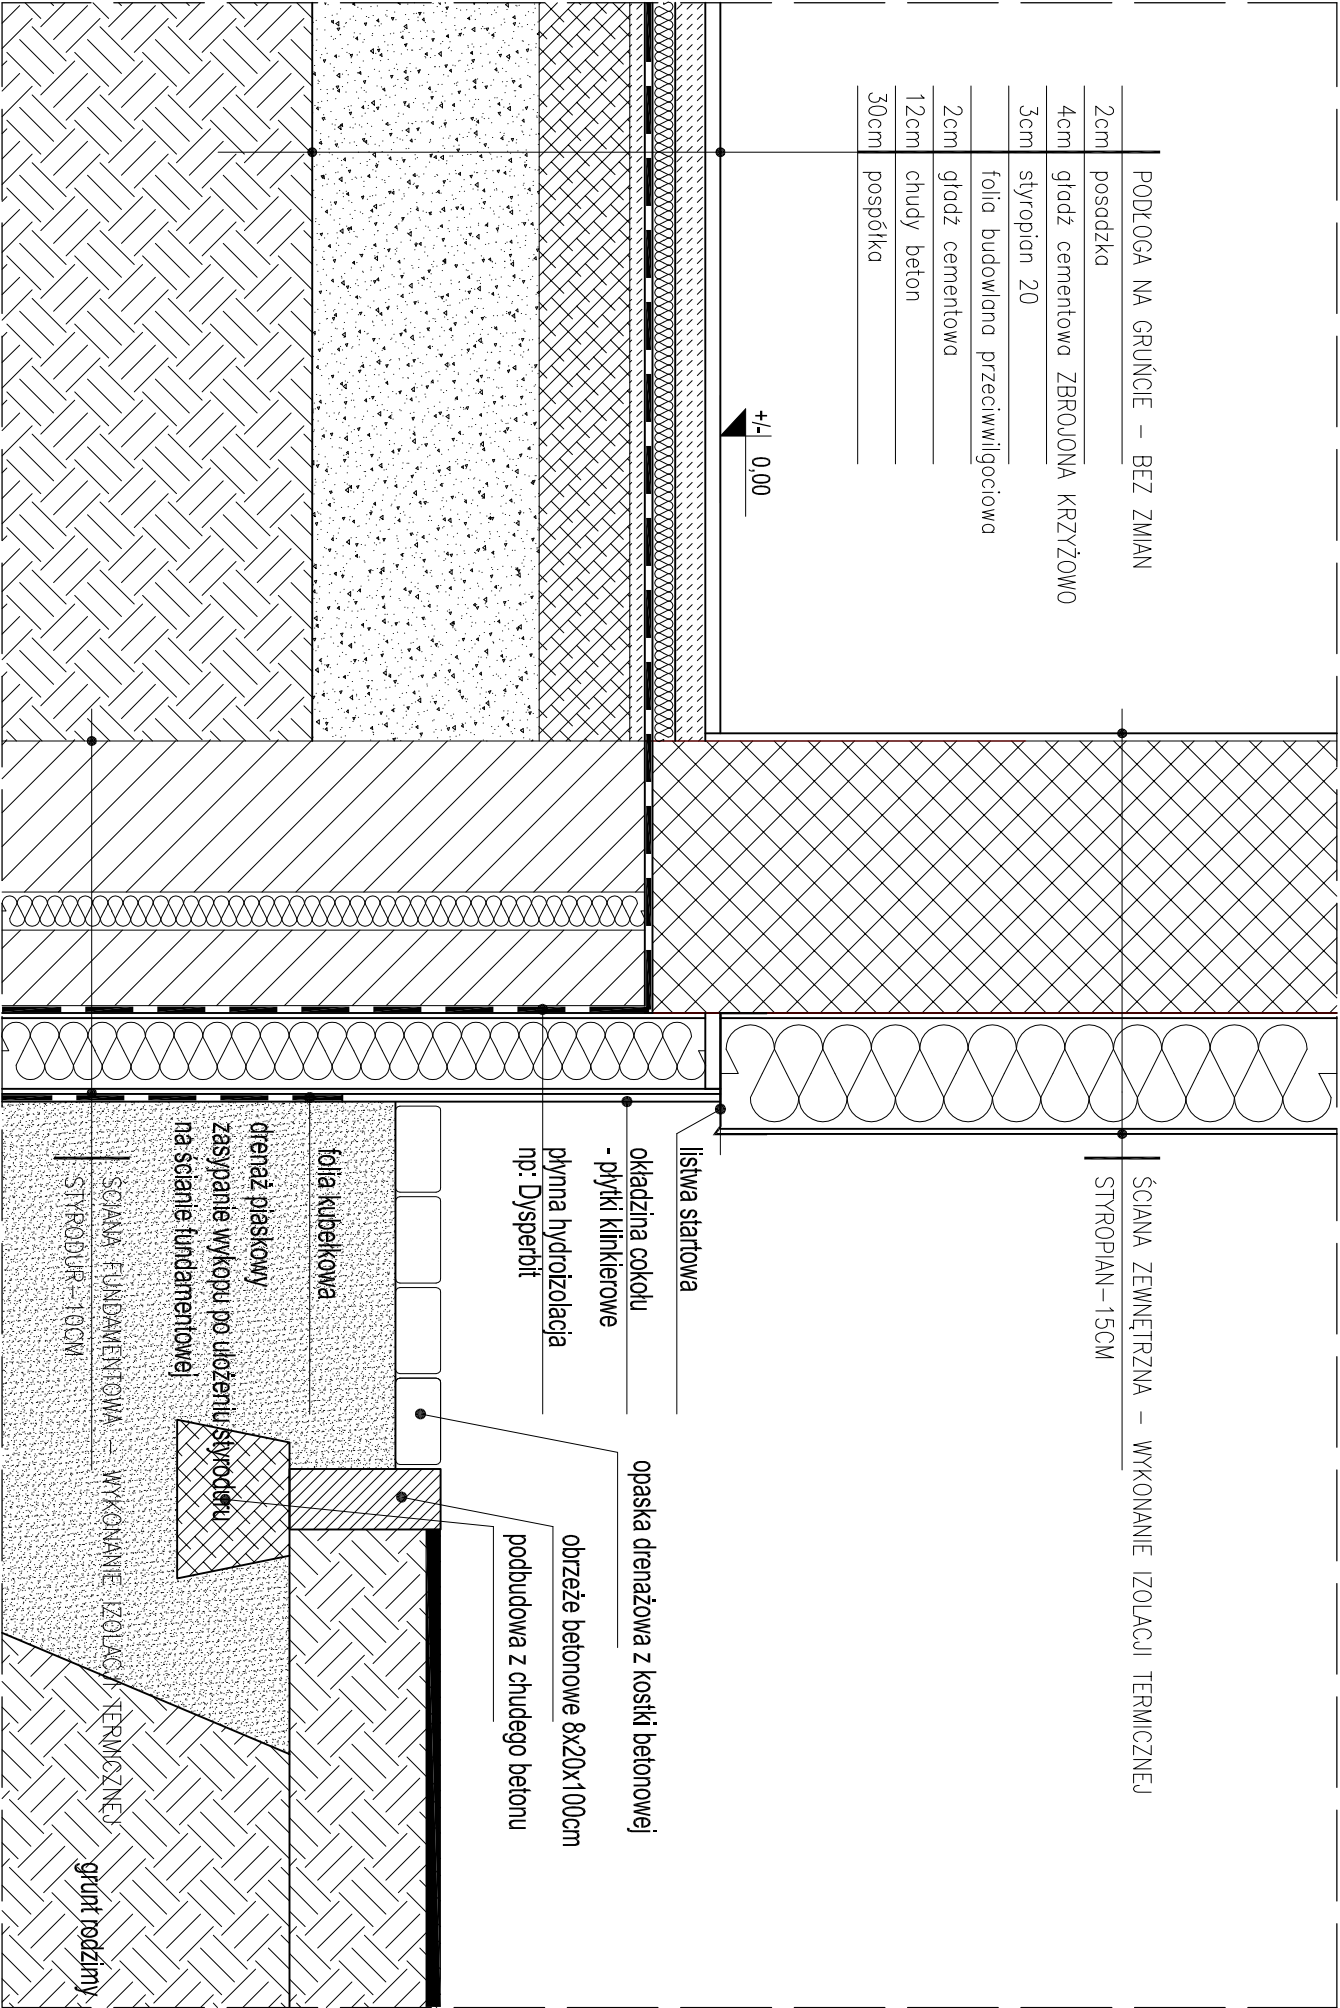 PODŁOGA NA GRUŃCIE - BEZ ZMIAN
2cm posadzka
4cm gładź cementowa ZBROJONA KRZYŻOWO
3cm styropian 20
folia budowlana przeciwwilgociowa
2cm gładź cementowa
12cm chudy beton
30cm pospółka
+/- 0,00
ŚCIANA ZEWNĘTRZNA - WYKONANIE IZOLACJI TERMICZNEJ
STYROPIAN-15CM
listwa startowa
okładzina cokołu
- płytki klinkierowe
płynna hydroizolacja
np: Dysperbit
opaska drenażowa z kostki betonowej
obrzeże betonowe 8x20x100cm
podbudowa z chudego betonu
folia kubełkowa
drenaż piaskowy
zasypanie wykopu po ułożeniu styroduru
na ścianie fundamentowej
ŚCIANA FUNDAMENTOWA - WYKONANIE IZOLACJI TERMICZNEJ
STYRODUR-10CM
grunt rodzimy